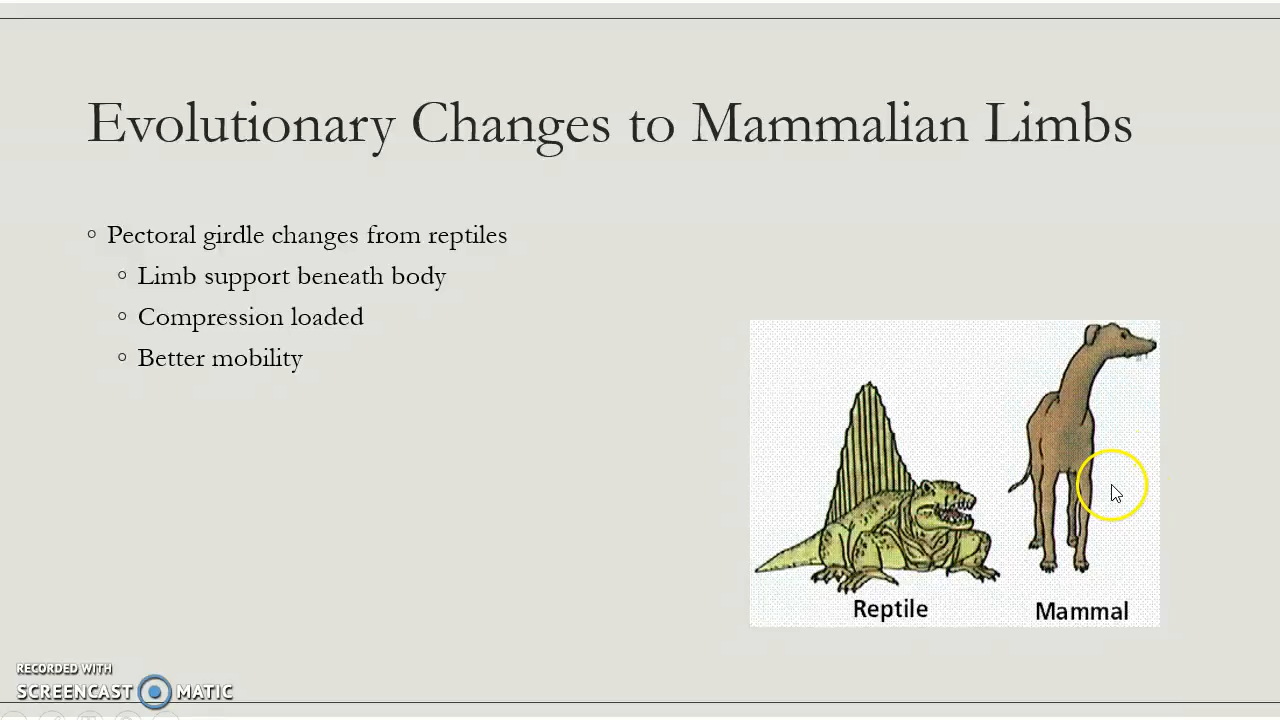 Evolutionary Changes to Mammalian Limbs
◦ Pectoral girdle changes from reptiles
◦ Limb support beneath body
◦ Compression loaded
◦ Better mobility
Reptile
Mammal
RECORDED WITH
SCREENCAST MATIC